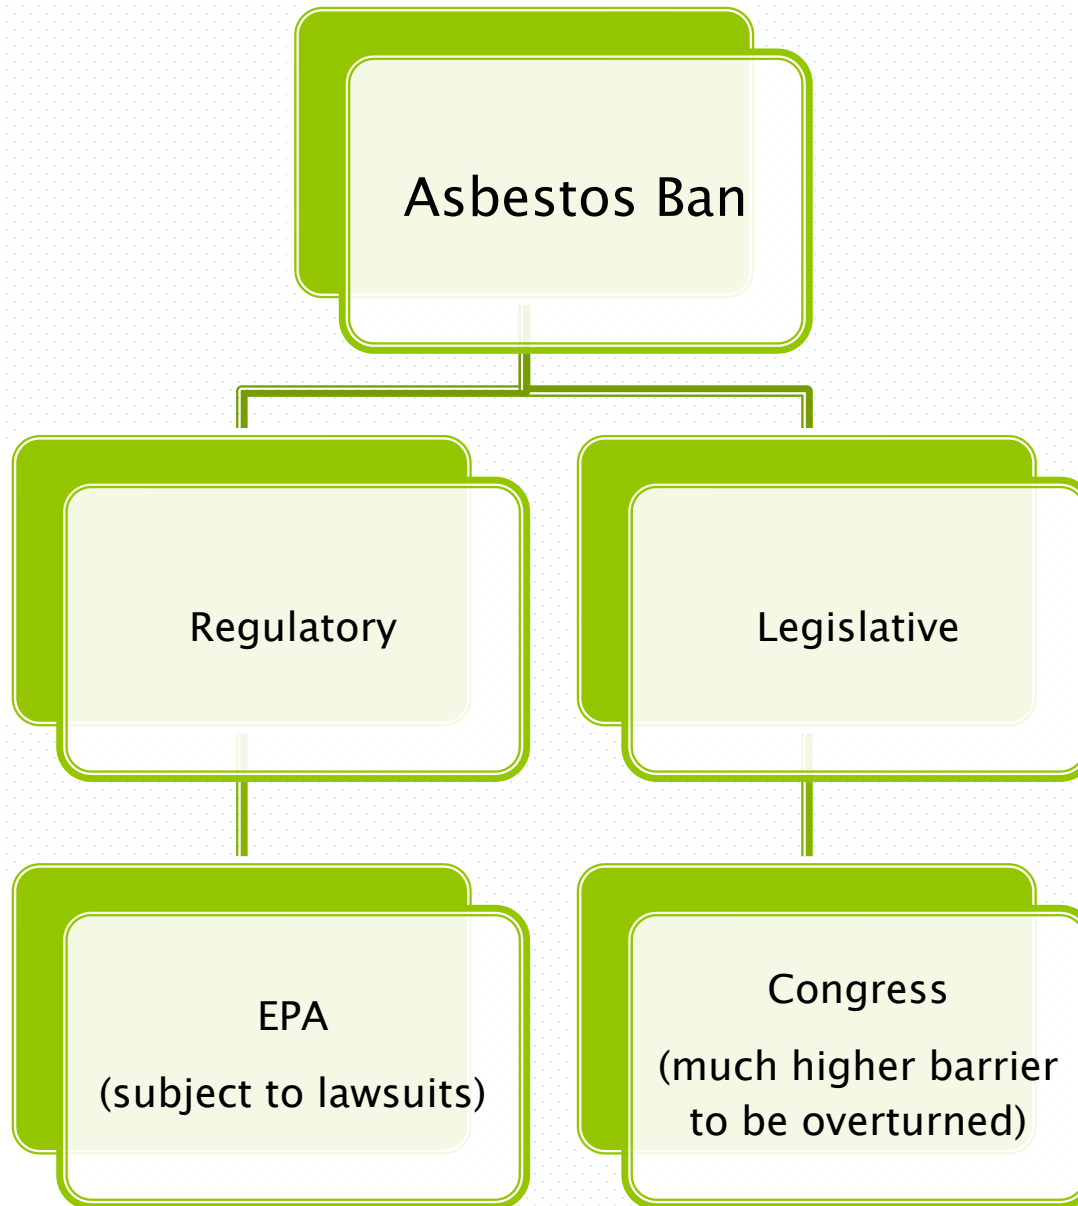 Asbestos Ban
Regulatory
Legislative
EPA
(subject to lawsuits)
Congress
(much higher barrier
to be overturned)